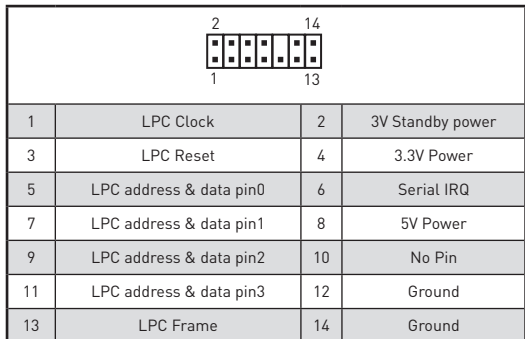 2 14
1 13
1 LPC Clock 2 3V Standby power
3 LPC Reset 4 3.3V Power
5 LPC address & data pin0 6 Serial IRQ
7 LPC address & data pin1 8 5V Power
9 LPC address & data pin2 10 No Pin
11 LPC address & data pin3 12 Ground
13 LPC Frame 14 Ground